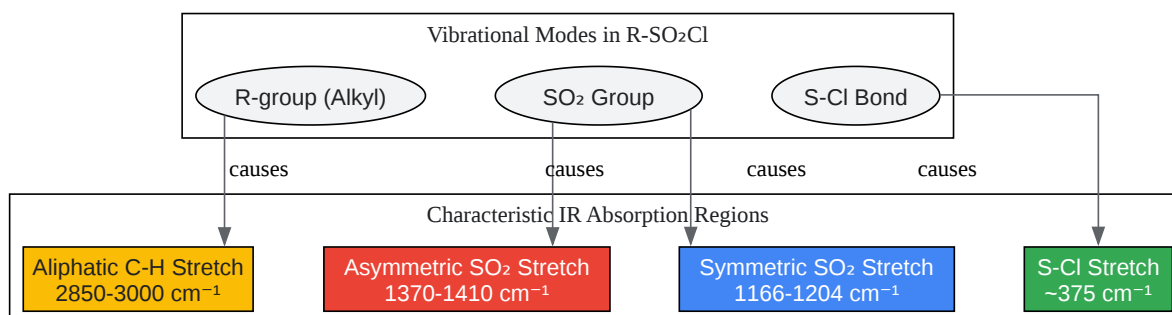 Vibrational Modes in R-SO₂Cl
R-group (Alkyl)
SO₂ Group
S-Cl Bond
causes
causes
causes
causes
Characteristic IR Absorption Regions
Aliphatic C-H Stretch
2850-3000 cm⁻¹
Asymmetric SO₂ Stretch
1370-1410 cm⁻¹
Symmetric SO₂ Stretch
1166-1204 cm⁻¹
S-Cl Stretch
~375 cm⁻¹